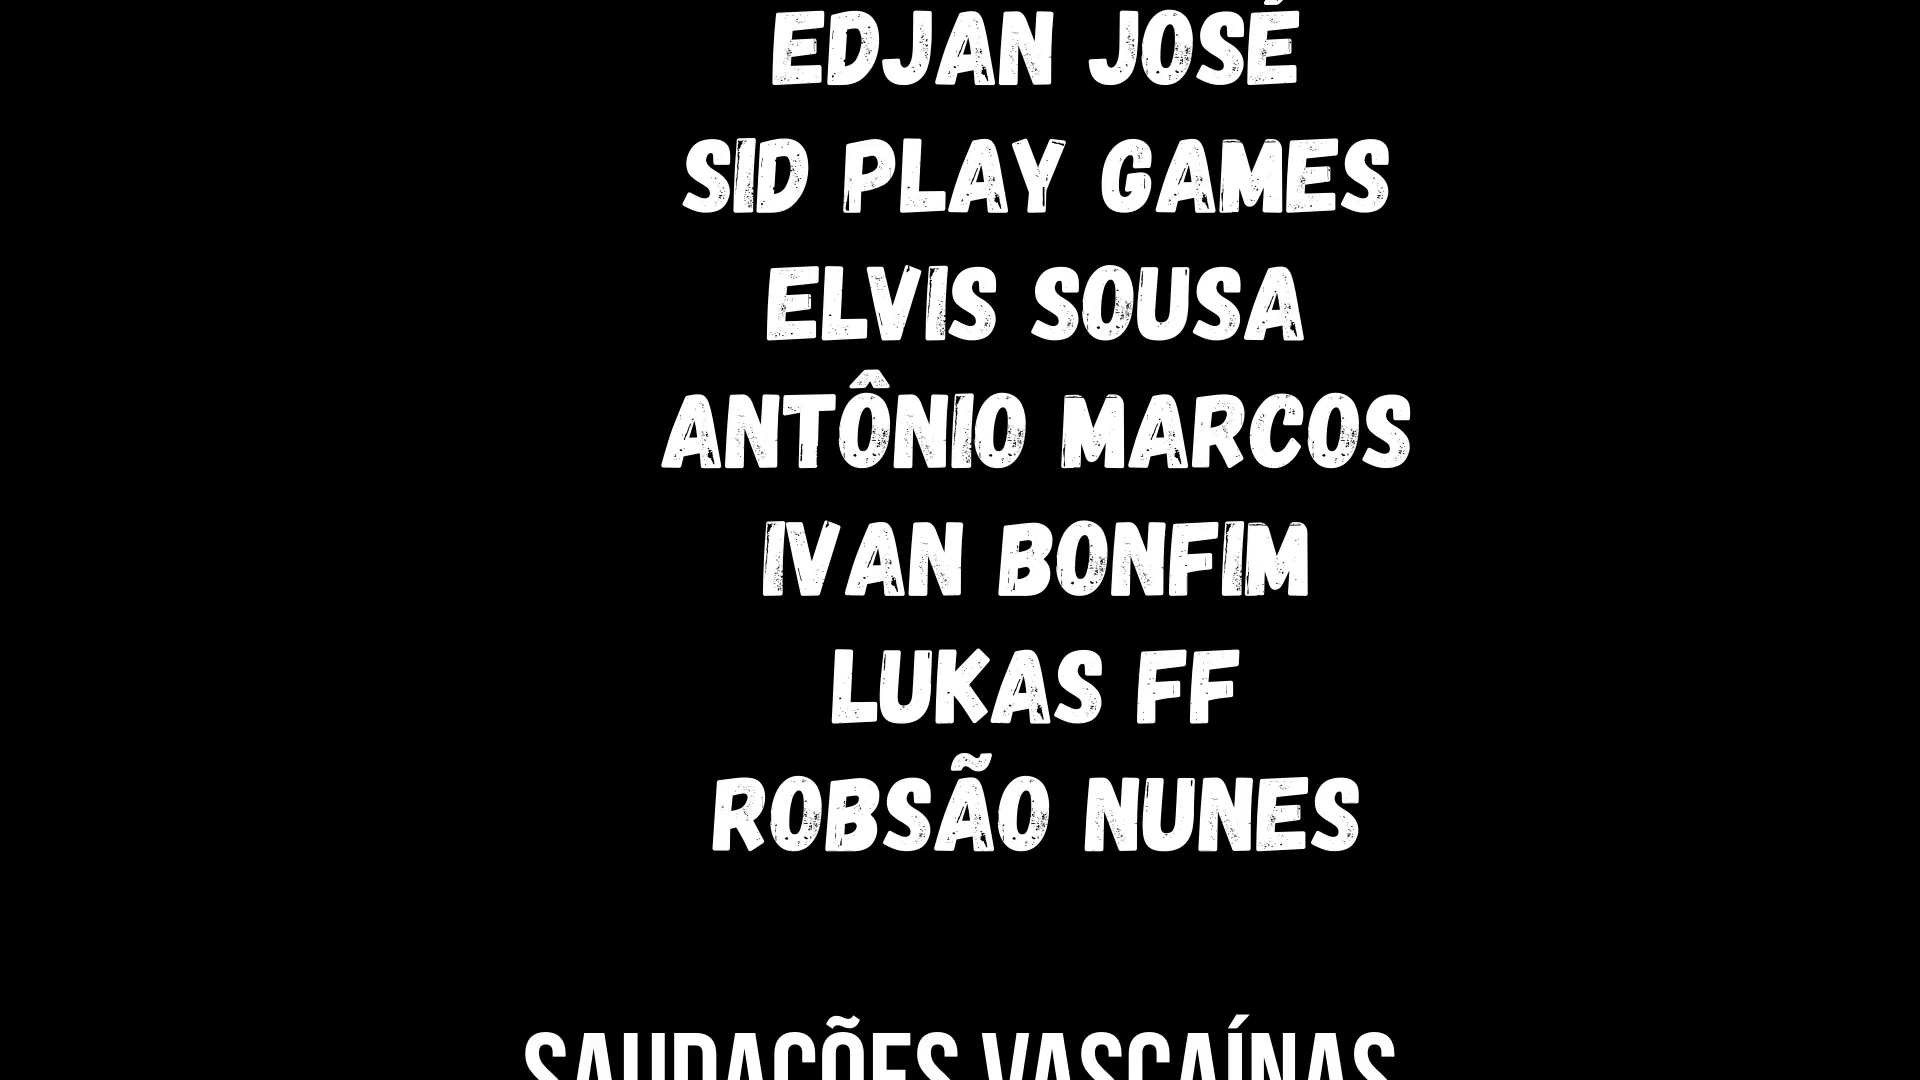 EDJAN JOSÉ
SID PLAY GAMES
ELVIS SOUSA
ANTÔNIO MARCOS
IVAN BONFIM
LUKAS FF
ROBSÃO NUNES
SAUDAÇÕES VASCAÍNAS